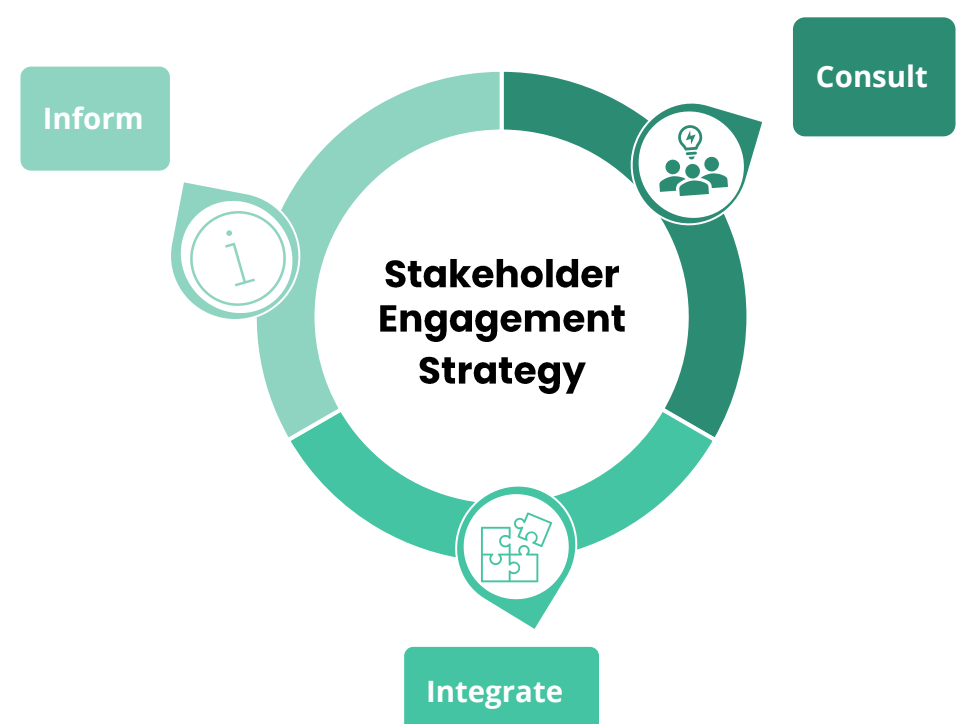 Consult
Inform
Stakeholder
Engagement
Strategy
Integrate